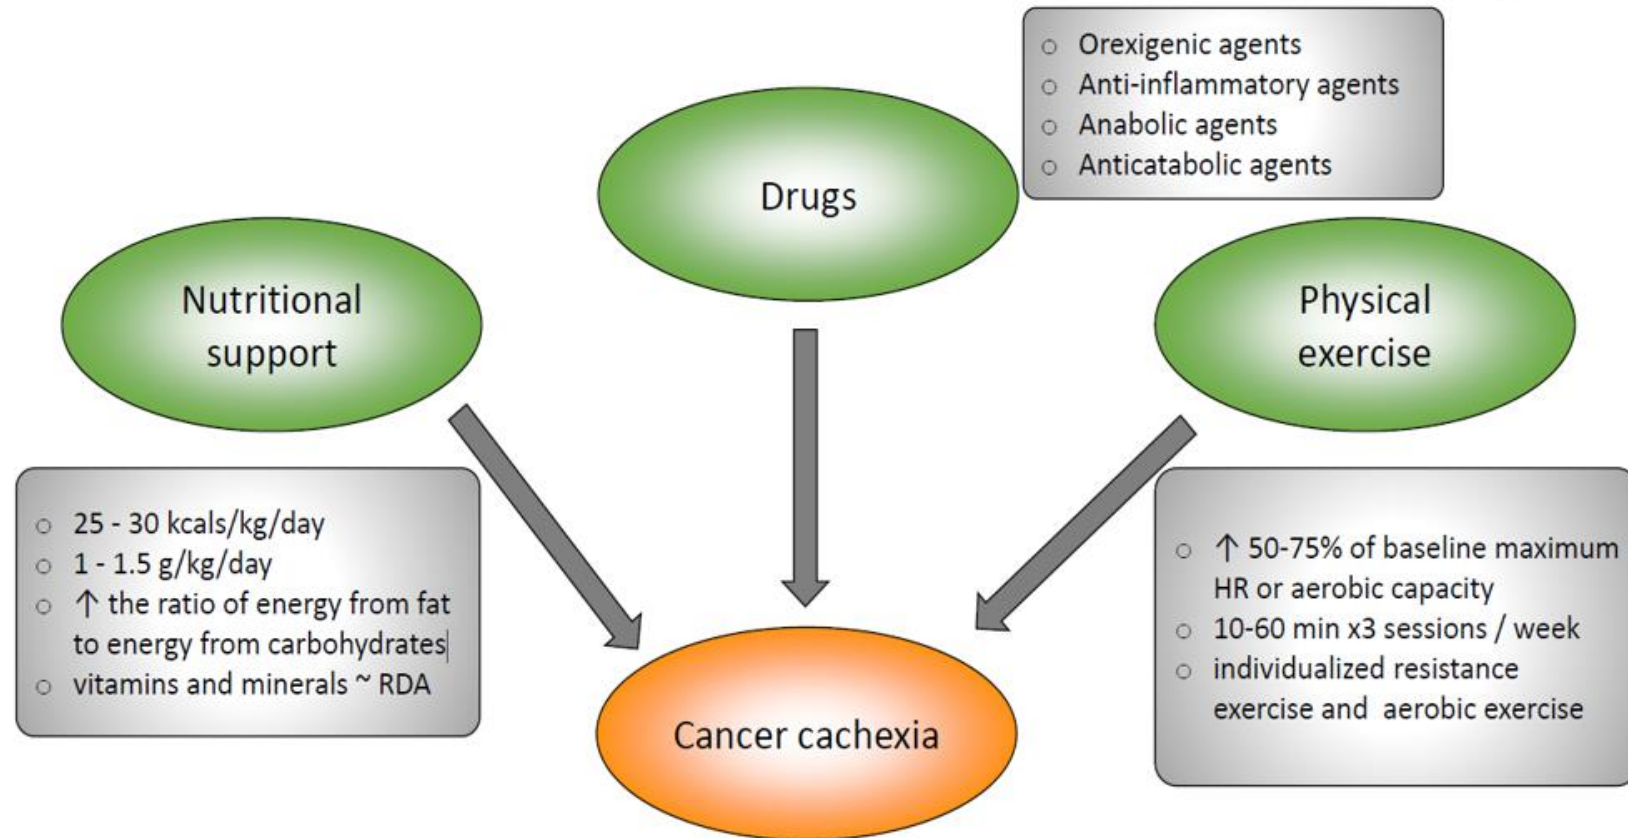 ○ Orexigenic agents
○ Anti-inflammatory agents
○ Anabolic agents
○ Anticatabolic agents
Drugs
Nutritional
support
Physical
exercise
○ 25 - 30 kcals/kg/day
○ 1 - 1.5 g/kg/day
○ ↑ the ratio of energy from fat
to energy from carbohydrates
○ vitamins and minerals ~ RDA
○ ↑ 50-75% of baseline maximum
HR or aerobic capacity
○ 10-60 min x3 sessions / week
○ individualized resistance
exercise and  aerobic exercise
Cancer cachexia